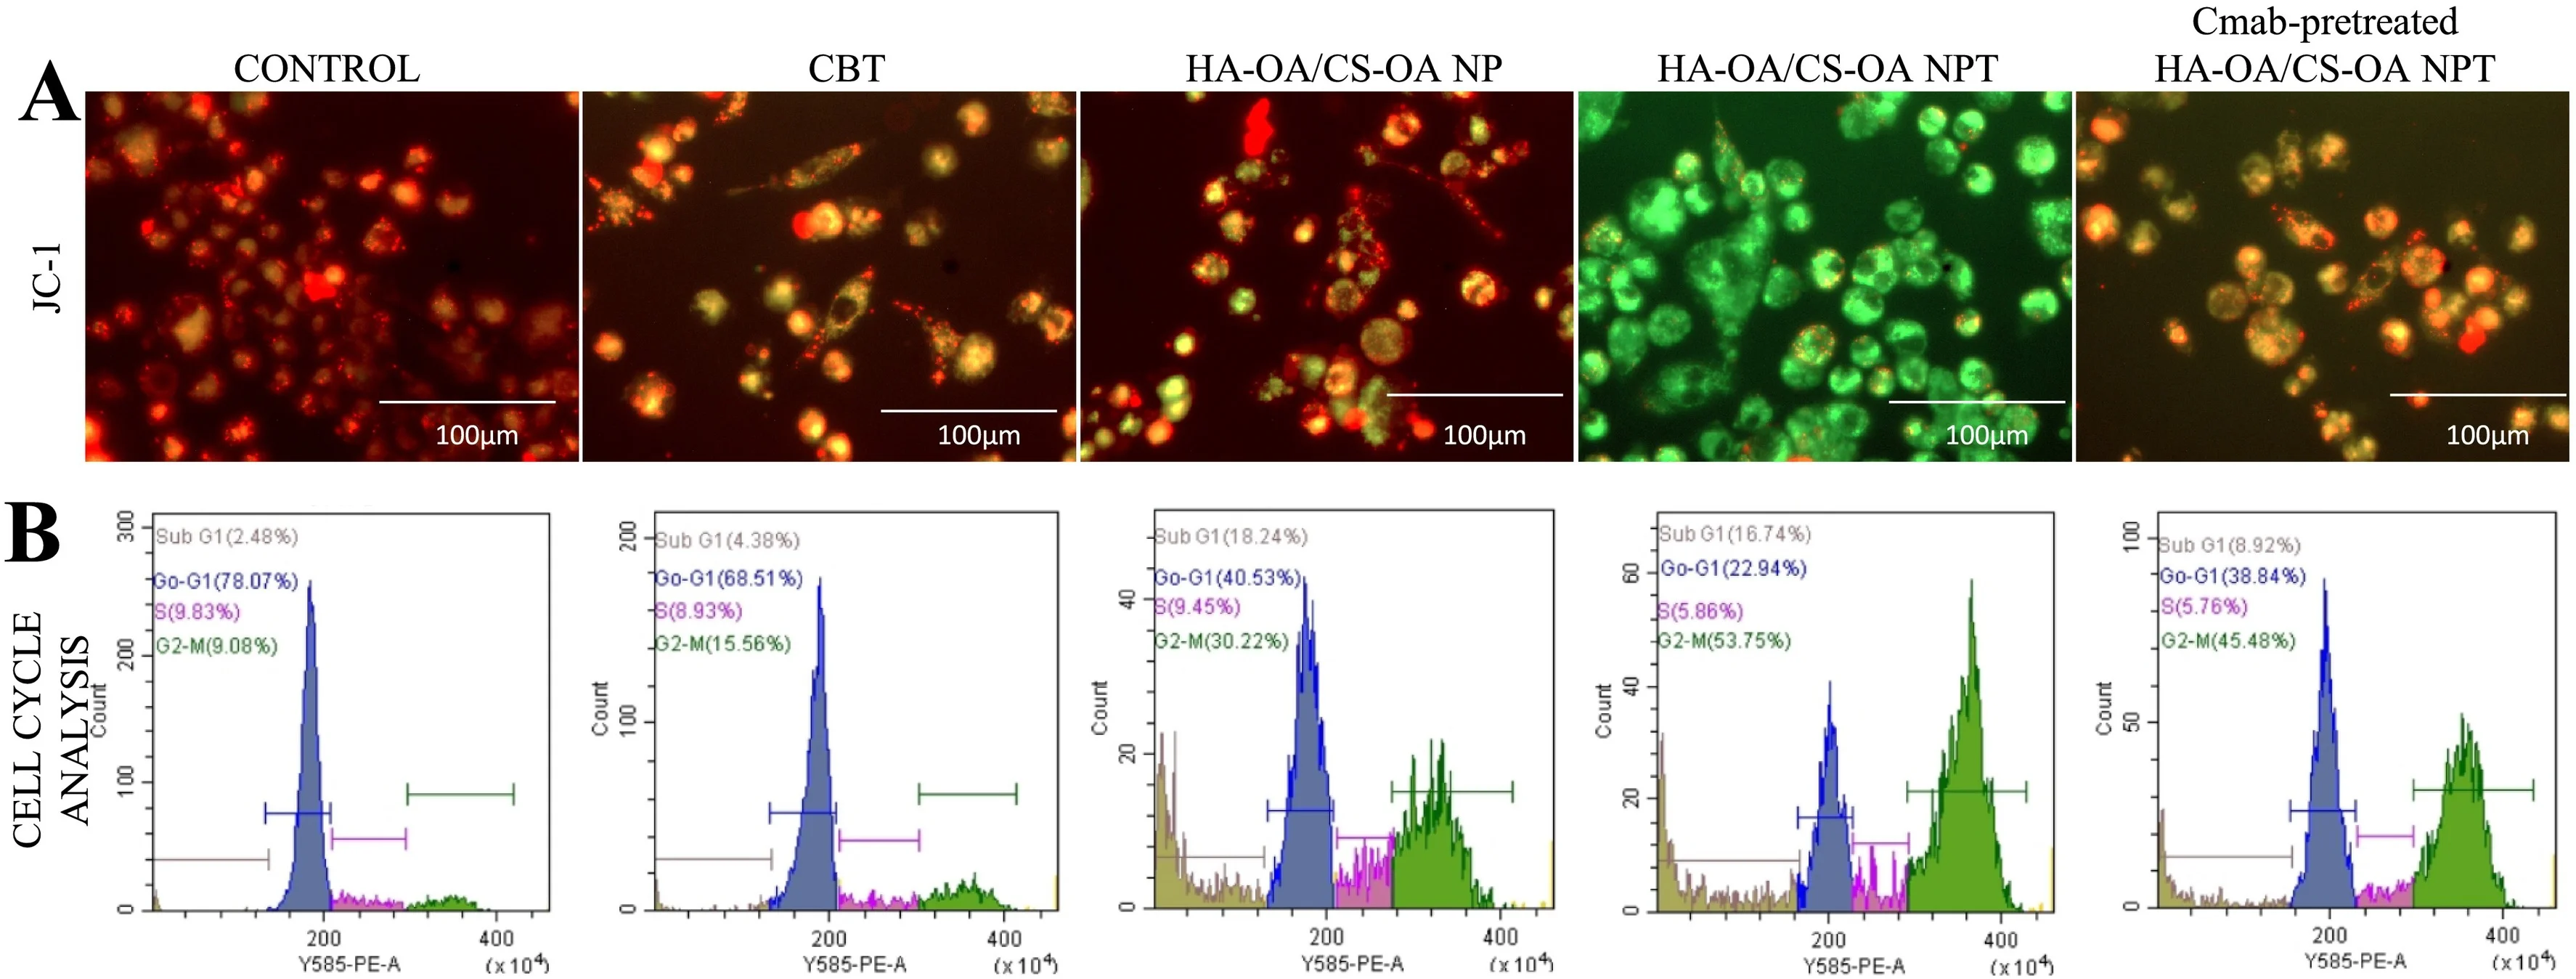 Cmab-pretreated
CONTROL CBT HA-OA/CS-OA NP HA-OA/CS-OA NPT HA-OA/CS-OA NPT
A
JC-1
100µm 100µm 100µm 100µm 100µm
B
CELL CYCLE
ANALYSIS
Sub G1(2.48%)
Go-G1(78.07%)
S(9.83%)
G2-M(9.08%)
Count
300
200
100
0
200 400
Y585-PE-A (x10⁴)
Sub G1(4.38%)
Go-G1(68.51%)
S(8.93%)
G2-M(15.56%)
Count
200
100
0
200 400
Y585-PE-A (x10⁴)
Sub G1(18.24%)
Go-G1(40.53%)
S(9.45%)
G2-M(30.22%)
Count
40
20
0
200 400
Y585-PE-A (x10⁴)
Sub G1(16.74%)
Go-G1(22.94%)
S(5.86%)
G2-M(53.75%)
Count
60
40
20
0
200 400
Y585-PE-A (x10⁴)
Sub G1(8.92%)
Go-G1(38.84%)
S(5.76%)
G2-M(45.48%)
Count
100
50
0
200 400
Y585-PE-A (x10⁴)